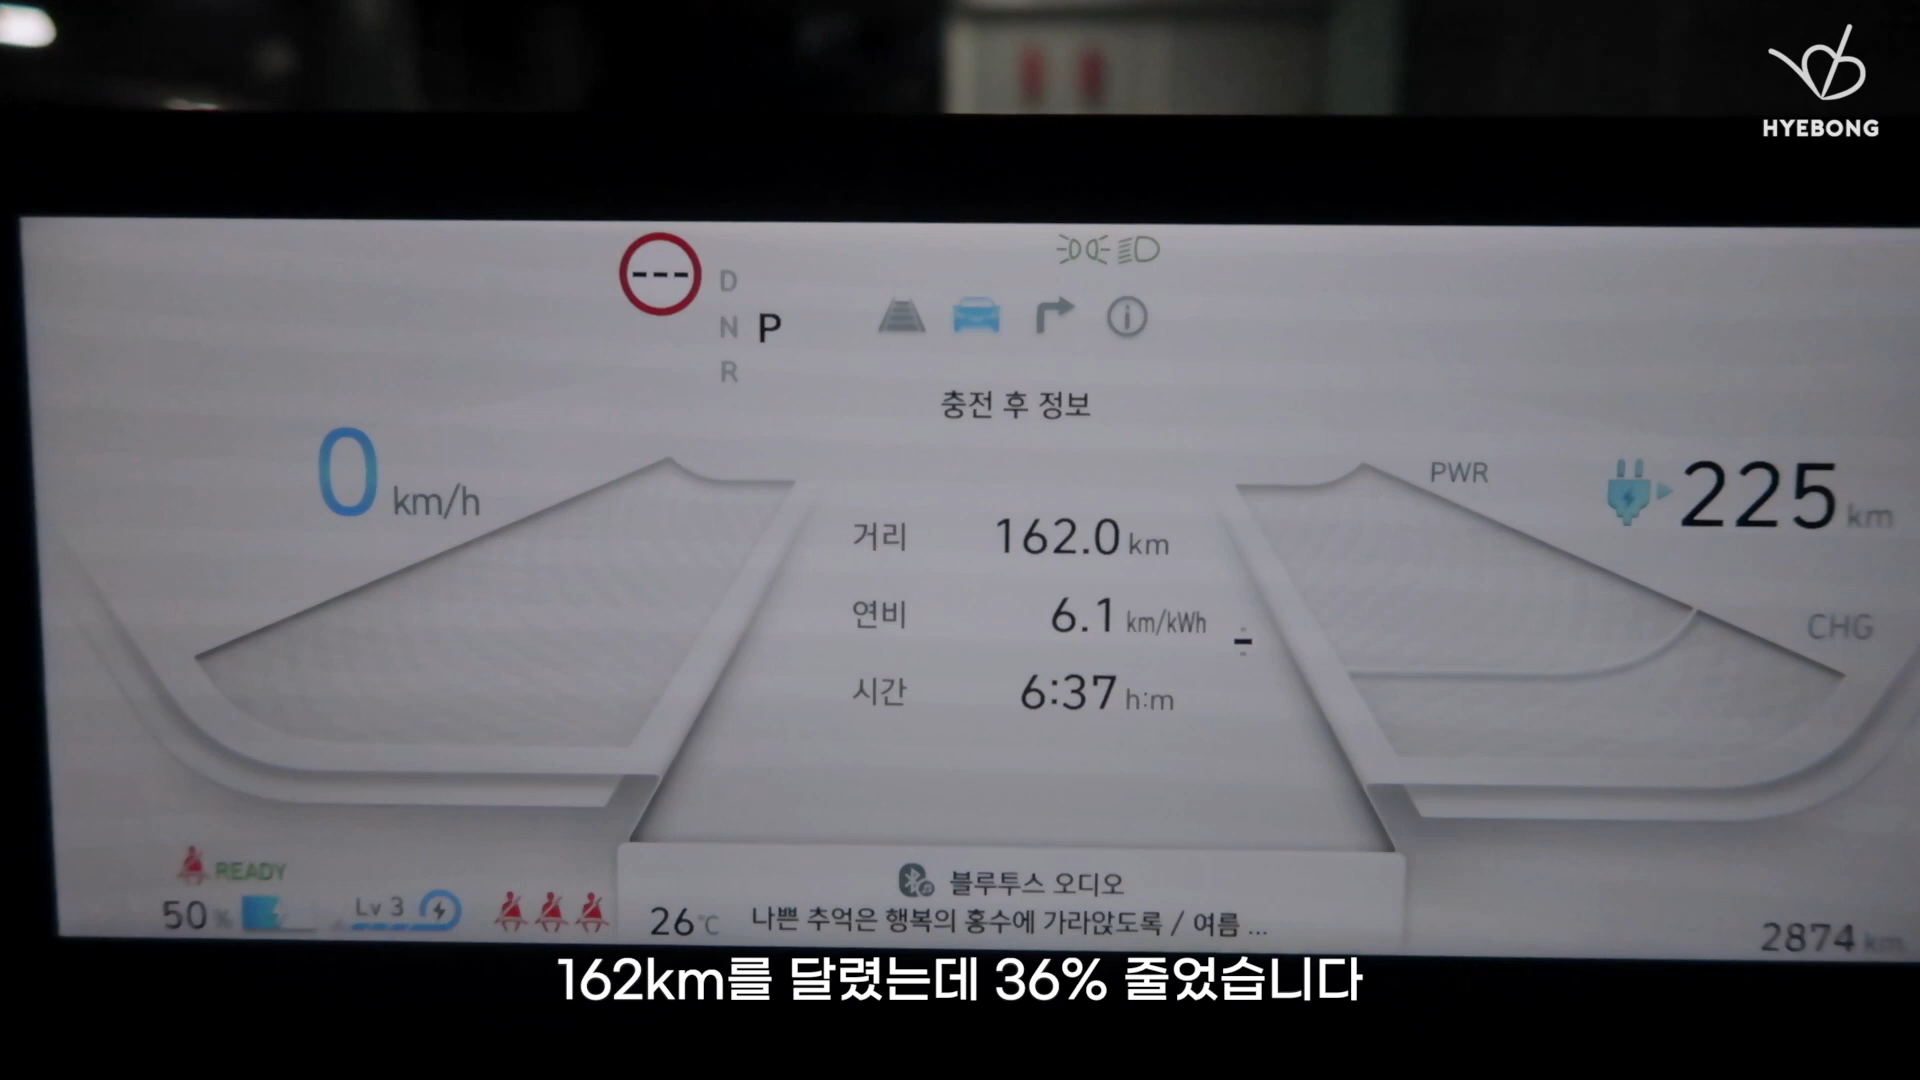 HYEBONG
D
N P
R
충전 후 정보
0 km/h
PWR
225 km
거리 162.0 km
연비 6.1 km/kWh
CHG
시간 6:37 h:m
READY
50 %
Lv 3
블루투스 오디오
26°C
나쁜 추억은 행복의 홍수에 가라앉도록 / 여름 ...
2874 km
162km를 달렸는데 36% 줄었습니다